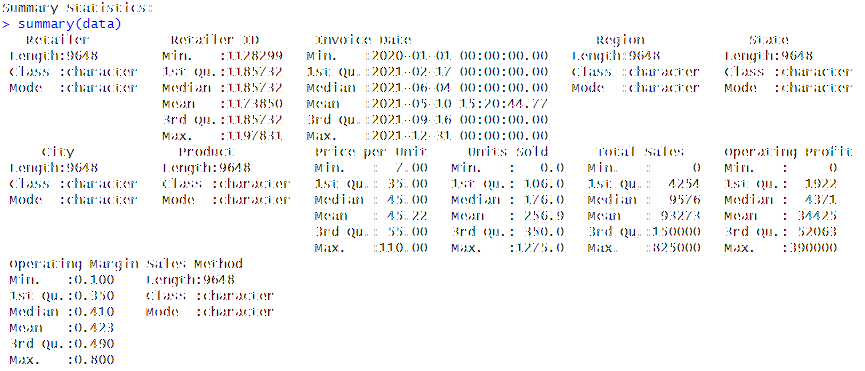 Summary Statistics:
> summary(data)
Retailer Retailer ID Invoice Date Region State
Length:9648 Min. :1128299 Min. :2020-01-01 00:00:00.00 Length:9648 Length:9648
Class :character 1st Qu.:1185732 1st Qu.:2021-02-17 00:00:00.00 Class :character Class :character
Mode :character Median :1185732 Median :2021-06-04 00:00:00.00 Mode :character Mode :character
Mean :1173850 Mean :2021-05-10 15:20:44.77
3rd Qu.:1185732 3rd Qu.:2021-09-16 00:00:00.00
Max. :1197831 Max. :2021-12-31 00:00:00.00
City Product Price per Unit Units Sold Total Sales Operating Profit
Length:9648 Length:9648 Min. : 7.00 Min. : 0.0 Min. : 0 Min. : 0
Class :character Class :character 1st Qu.: 35.00 1st Qu.: 106.0 1st Qu.: 4254 1st Qu.: 1922
Mode :character Mode :character Median : 45.00 Median : 176.0 Median : 9576 Median : 4371
Mean : 45.22 Mean : 256.9 Mean : 93273 Mean : 34425
3rd Qu.: 55.00 3rd Qu.: 350.0 3rd Qu.:150000 3rd Qu.: 52063
Max. :110.00 Max. :1275.0 Max. :825000 Max. :390000
Operating Margin Sales Method
Min. :0.100 Length:9648
1st Qu.:0.350 Class :character
Median :0.410 Mode :character
Mean :0.423
3rd Qu.:0.490
Max. :0.800